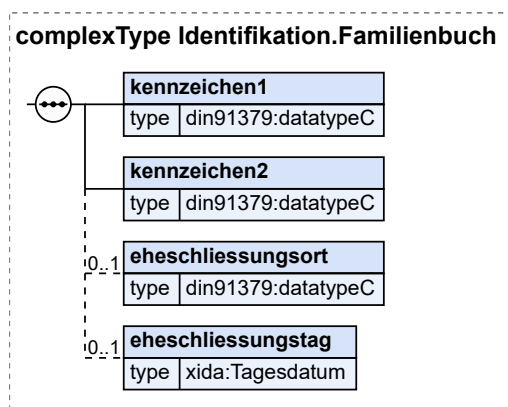 complexType Identifikation.Familienbuch
kennzeichen1
type din91379:datatypeC
kennzeichen2
type din91379:datatypeC
0..1 eheschliessungsort
type din91379:datatypeC
0..1 eheschliessungstag
type xida:Tagesdatum